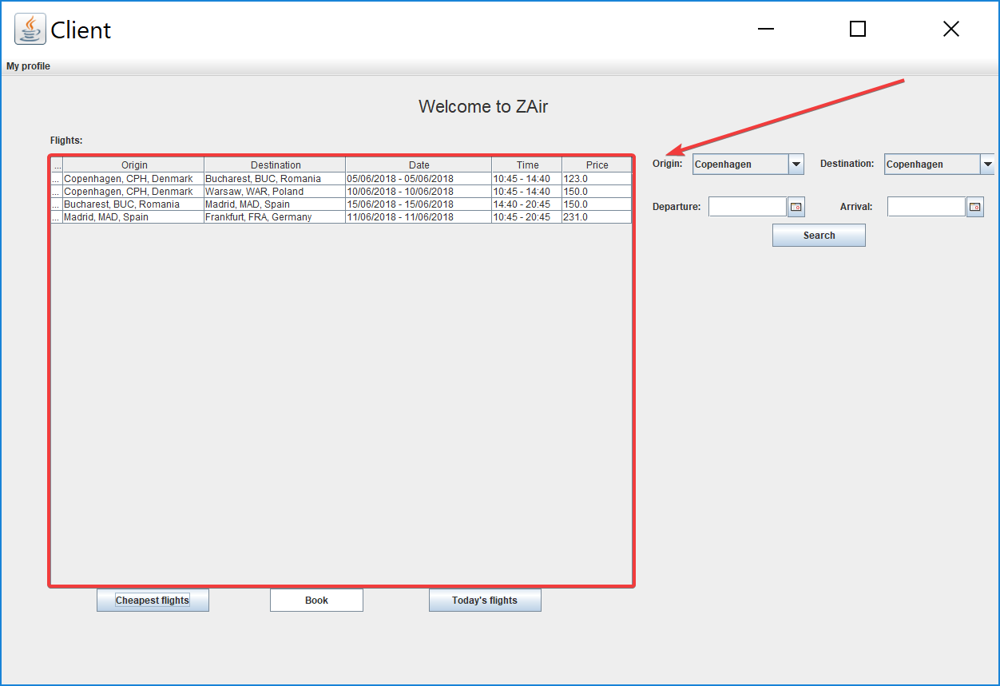 Client
My profile
Welcome to ZAir
Flights:
... Origin Destination Date Time Price
... Copenhagen, CPH, Denmark Bucharest, BUC, Romania 05/06/2018 - 05/06/2018 10:45 - 14:40 123.0
... Copenhagen, CPH, Denmark Warsaw, WAR, Poland 10/06/2018 - 10/06/2018 10:45 - 14:40 150.0
... Bucharest, BUC, Romania Madrid, MAD, Spain 15/06/2018 - 15/06/2018 14:40 - 20:45 150.0
... Madrid, MAD, Spain Frankfurt, FRA, Germany 11/06/2018 - 11/06/2018 10:45 - 20:45 231.0
Origin: Copenhagen Destination: Copenhagen
Departure: Arrival:
Search
Cheapest flights Book Today's flights